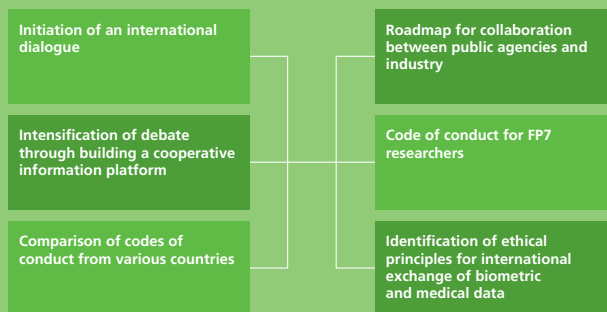 Initiation of an international
dialogue
Intensification of debate
through building a cooperative
information platform
Comparison of codes of
conduct from various countries
Roadmap for collaboration
between public agencies and
industry
Code of conduct for FP7
researchers
Identification of ethical
principles for international
exchange of biometric
and medical data